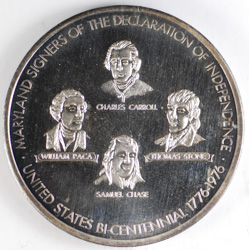 MARYLAND SIGNERS OF THE DECLARATION OF INDEPENDENCE
CHARLES CARROLL
WILLIAM PACA
THOMAS STONE
SAMUEL CHASE
UNITED STATES BI-CENTENNIAL 1776-1976